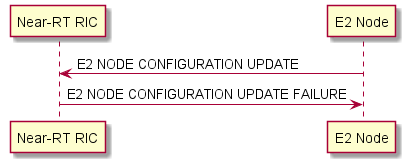 Near-RT RIC
E2 Node
E2 NODE CONFIGURATION UPDATE
E2 NODE CONFIGURATION UPDATE FAILURE
Near-RT RIC
E2 Node